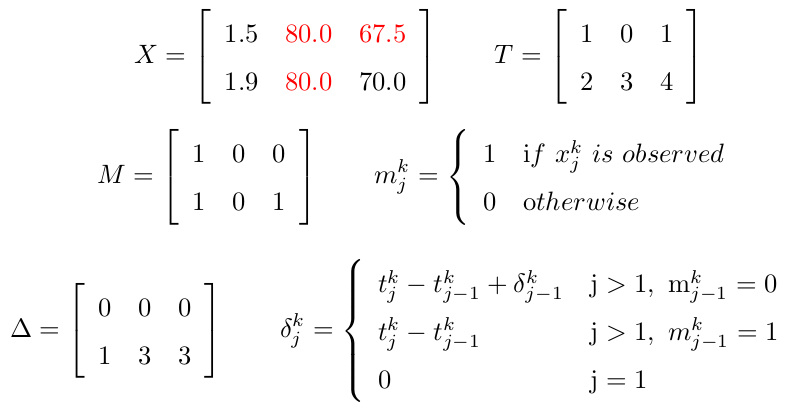 X = [ 1.5 80.0 67.5 ; 1.9 80.0 70.0 ] T = [ 1 0 1 ; 2 3 4 ]
M = [ 1 0 0 ; 1 0 1 ] m_j^k = { 1 if x_j^k is observed ; 0 otherwise
Δ = [ 0 0 0 ; 1 3 3 ] δ_j^k = { t_j^k − t_{j−1}^k + δ_{j−1}^k j > 1, m_{j−1}^k = 0 ; t_j^k − t_{j−1}^k j > 1, m_{j−1}^k = 1 ; 0 j = 1